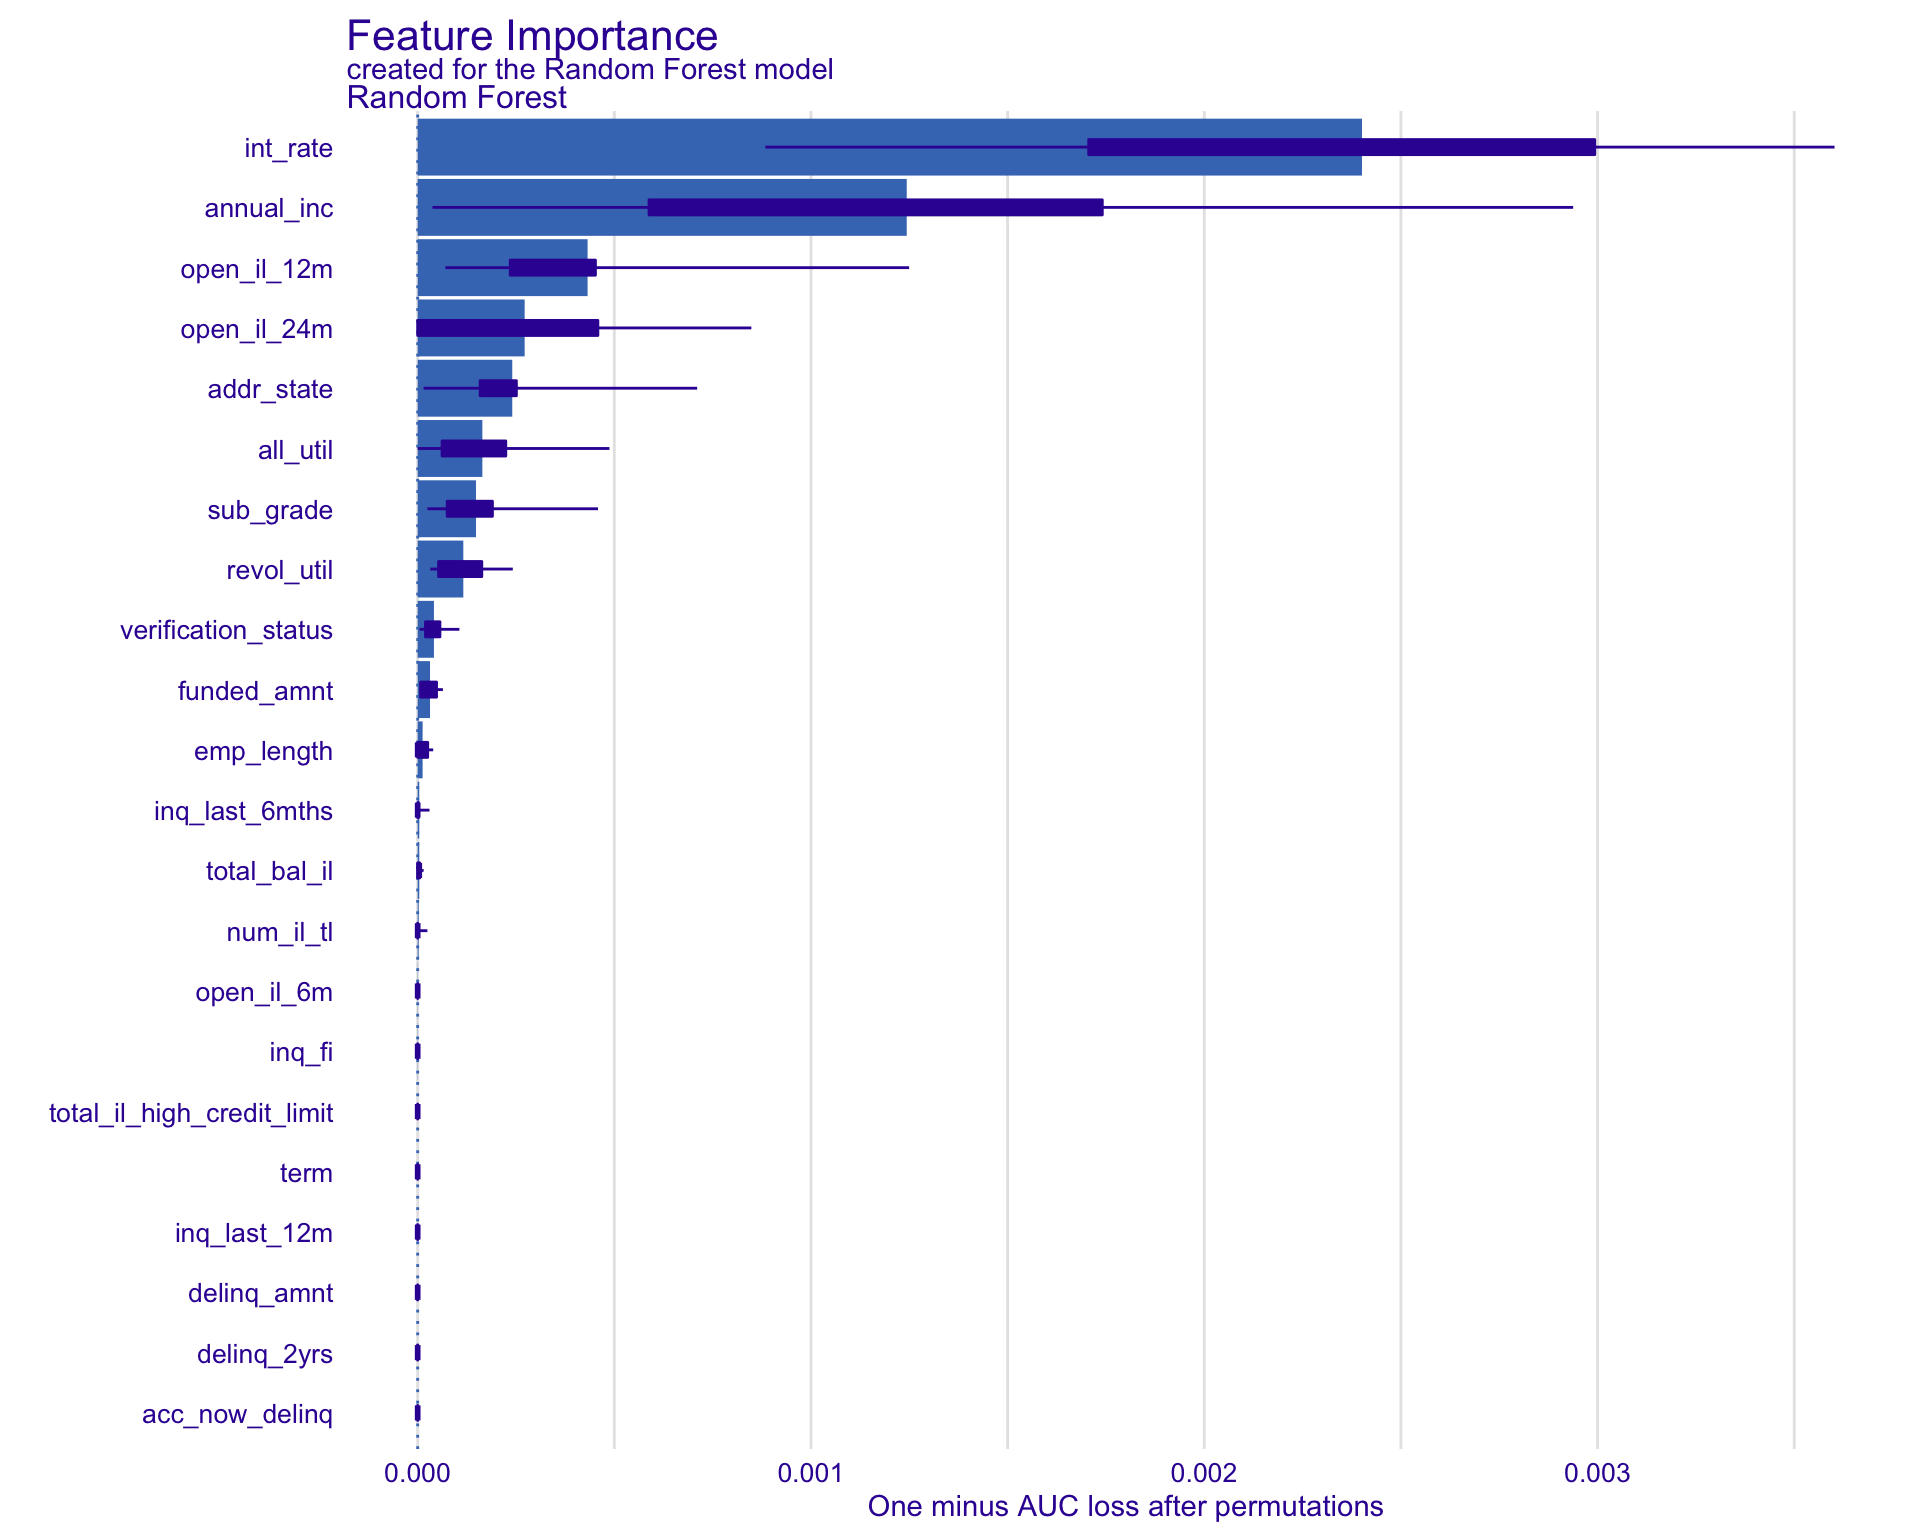 Feature Importance
created for the Random Forest model
Random Forest
int_rate
annual_inc
open_il_12m
open_il_24m
addr_state
all_util
sub_grade
revol_util
verification_status
funded_amnt
emp_length
inq_last_6mths
total_bal_il
num_il_tl
open_il_6m
inq_fi
total_il_high_credit_limit
term
inq_last_12m
delinq_amnt
delinq_2yrs
acc_now_delinq
0.000 0.001 0.002 0.003
One minus AUC loss after permutations